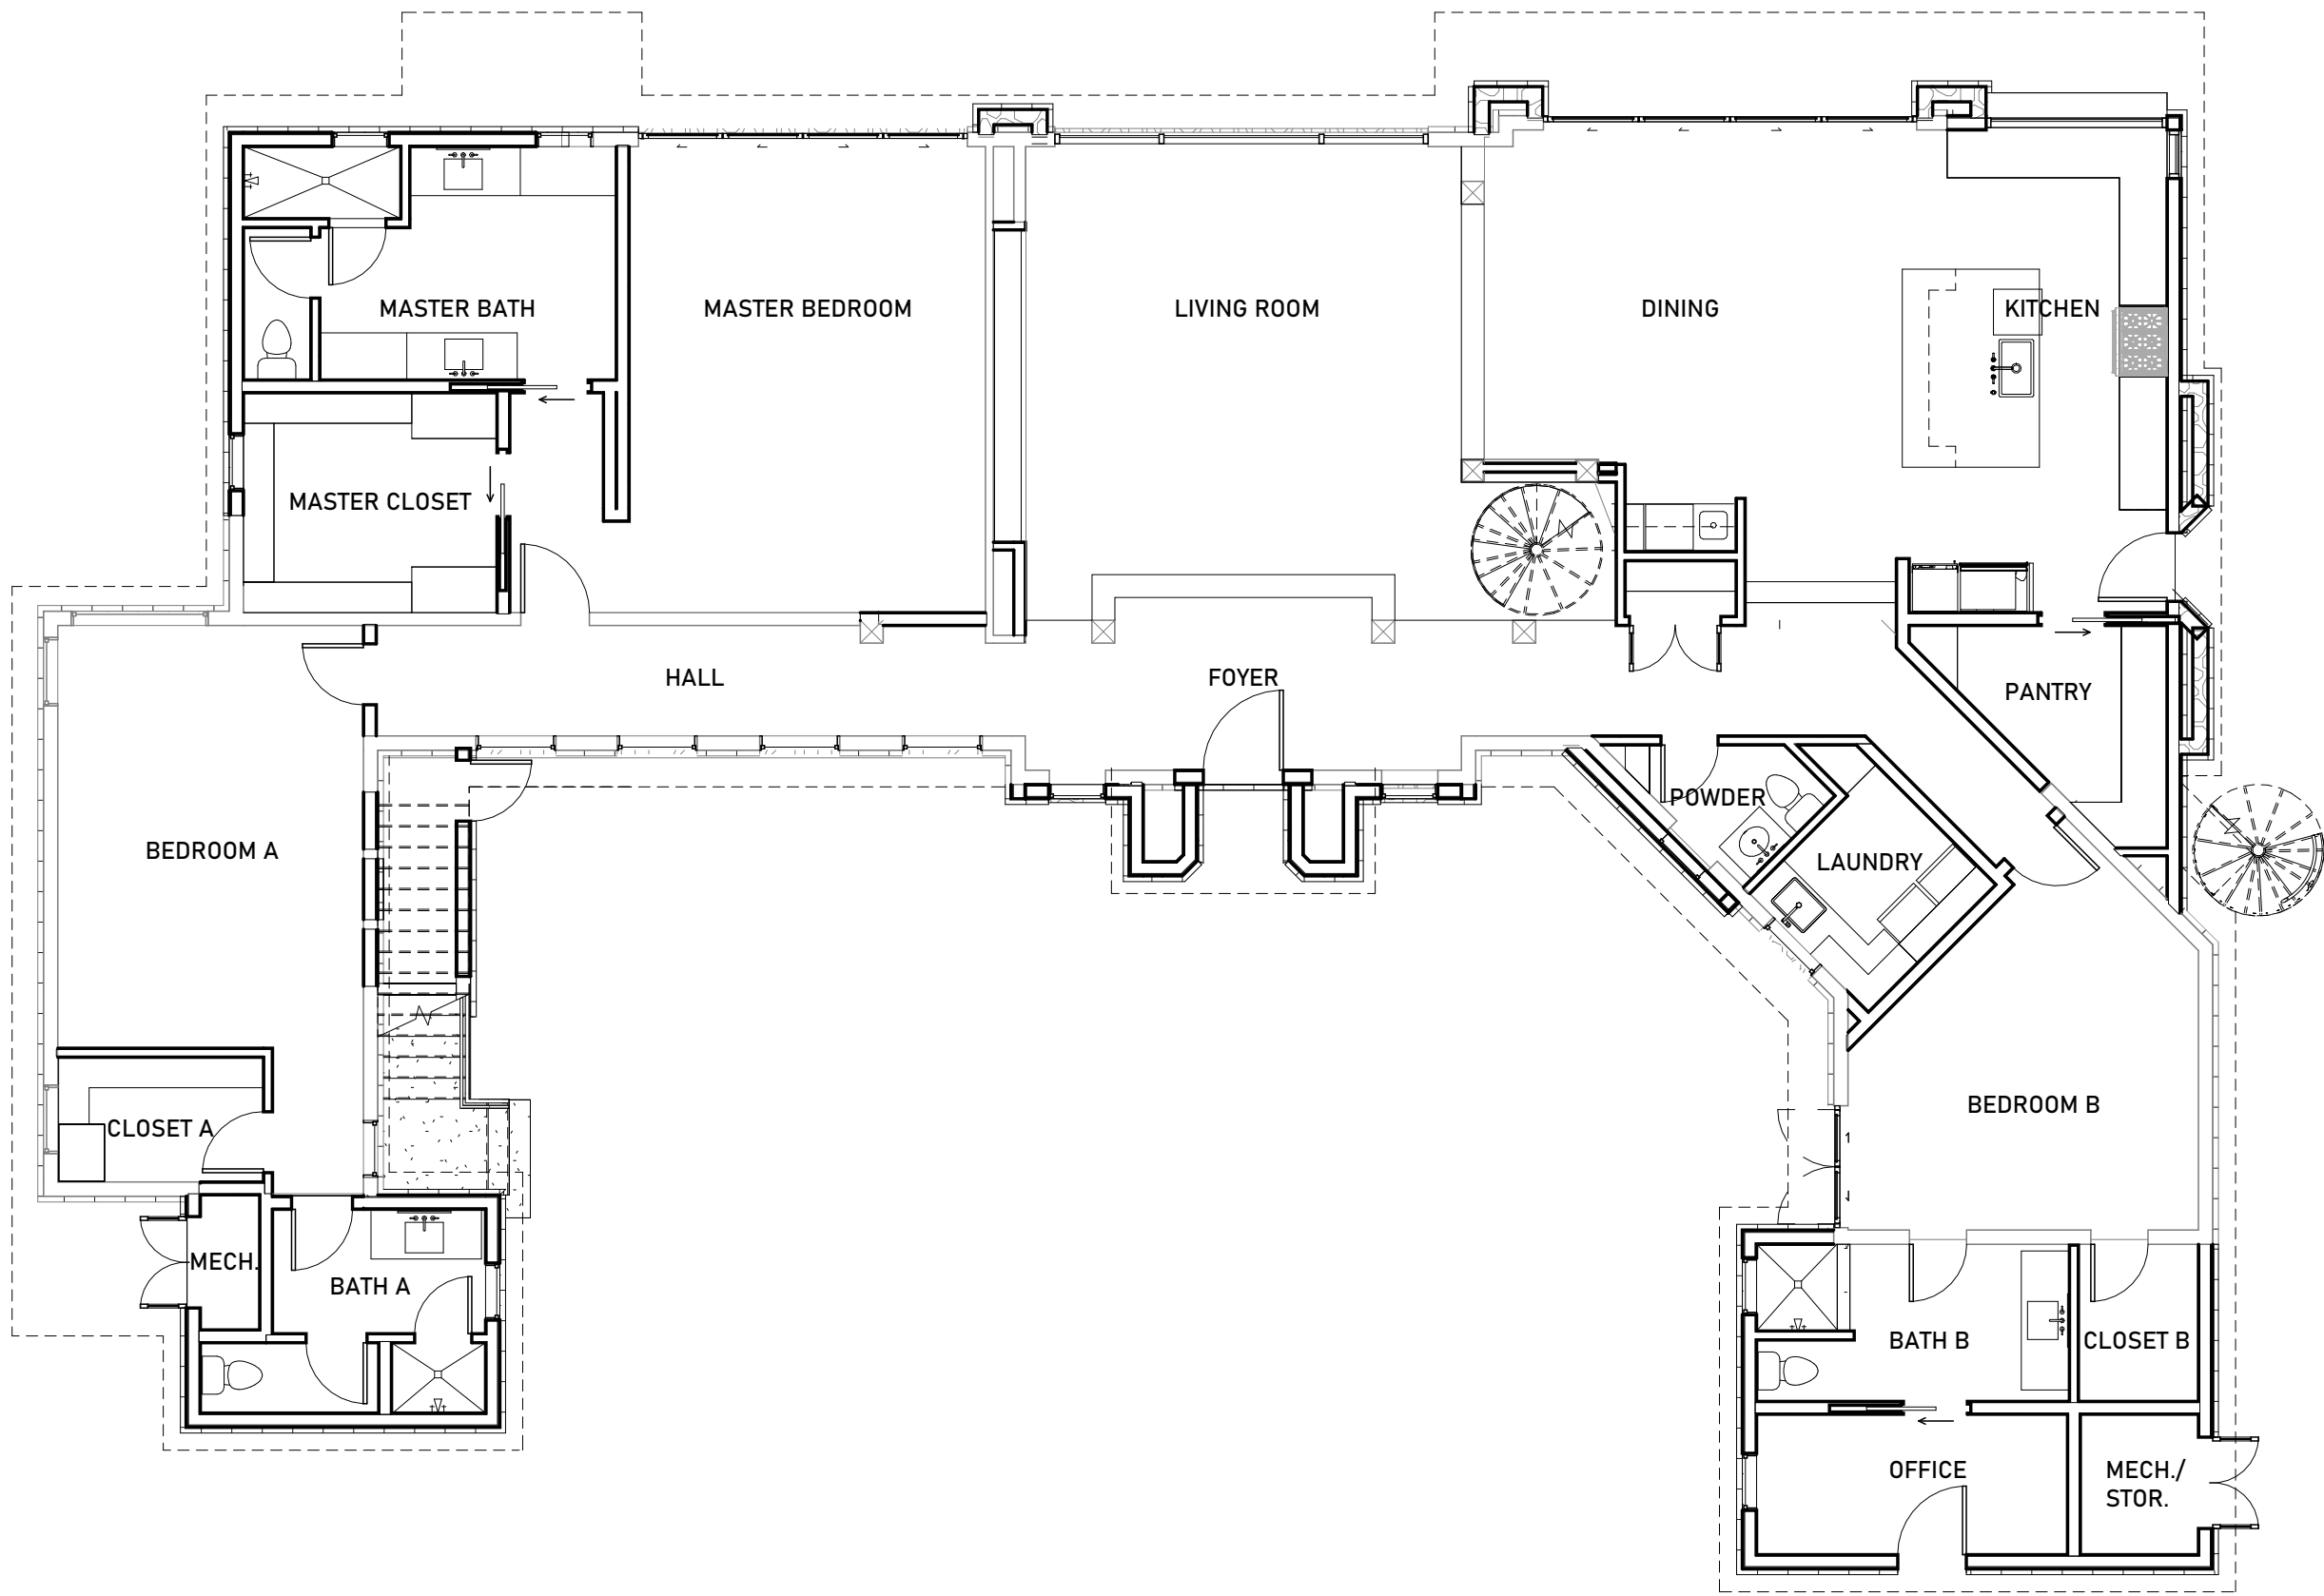 MASTER BATH
MASTER BEDROOM
LIVING ROOM
DINING
KITCHEN
MASTER CLOSET
HALL
FOYER
PANTRY
POWDER
BEDROOM A
LAUNDRY
BEDROOM B
CLOSET A
MECH.
BATH A
BATH B
CLOSET B
OFFICE
MECH./
STOR.